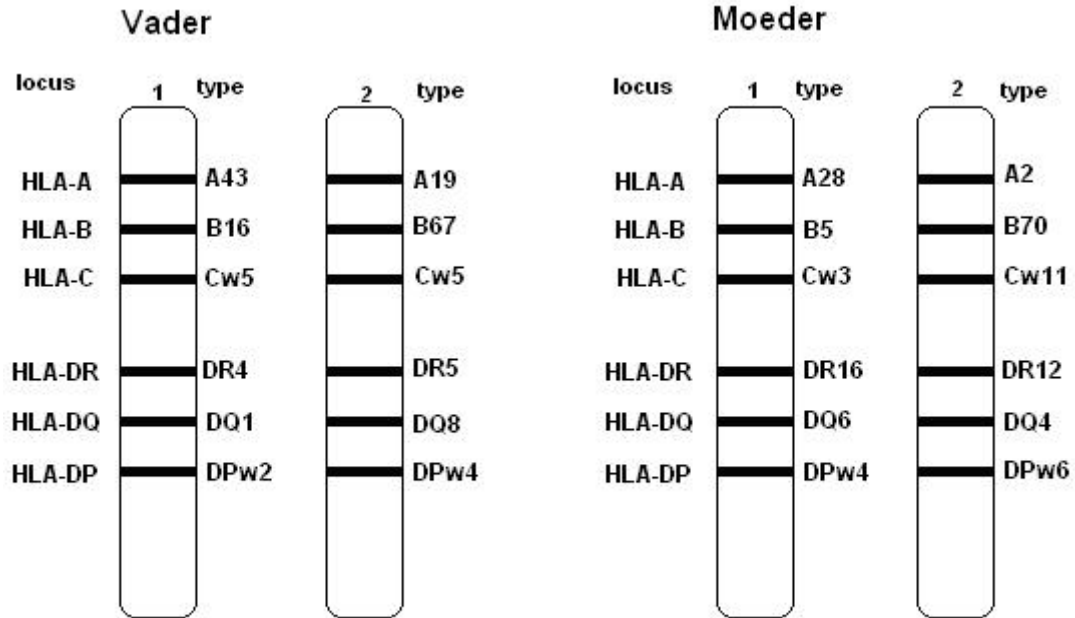 Vader Moeder
locus 1 type 2 type locus 1 type 2 type
HLA-A A43 A19 HLA-A A28 A2
HLA-B B16 B67 HLA-B B5 B70
HLA-C Cw5 Cw5 HLA-C Cw3 Cw11
HLA-DR DR4 DR5 HLA-DR DR16 DR12
HLA-DQ DQ1 DQ8 HLA-DQ DQ6 DQ4
HLA-DP DPw2 DPw4 HLA-DP DPw4 DPw6